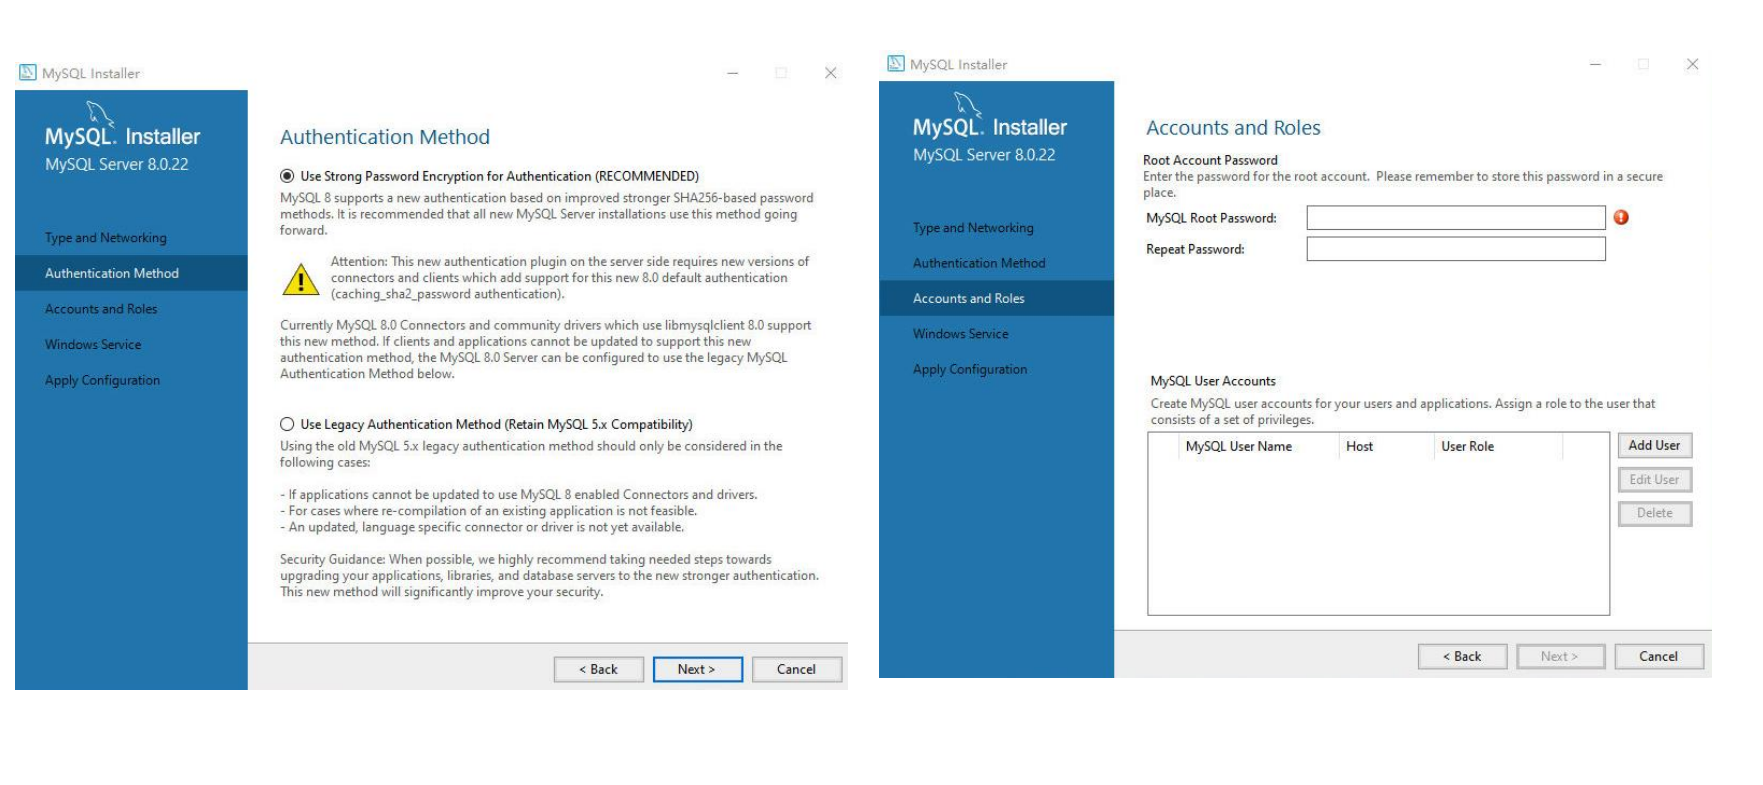 MySQL Installer
MySQL. Installer
MySQL Server 8.0.22
Type and Networking
Authentication Method
Accounts and Roles
Windows Service
Apply Configuration
Authentication Method
Use Strong Password Encryption for Authentication (RECOMMENDED)
MySQL 8 supports a new authentication based on improved stronger SHA256-based password
methods. It is recommended that all new MySQL Server installations use this method going
forward.
Attention: This new authentication plugin on the server side requires new versions of
connectors and clients which add support for this new 8.0 default authentication
(caching_sha2_password authentication).
Currently MySQL 8.0 Connectors and community drivers which use libmysqlclient 8.0 support
this new method. If clients and applications cannot be updated to support this new
authentication method, the MySQL 8.0 Server can be configured to use the legacy MySQL
Authentication Method below.
Use Legacy Authentication Method (Retain MySQL 5.x Compatibility)
Using the old MySQL 5.x legacy authentication method should only be considered in the
following cases:
- If applications cannot be updated to use MySQL 8 enabled Connectors and drivers.
- For cases where re-compilation of an existing application is not feasible.
- An updated, language specific connector or driver is not yet available.
Security Guidance: When possible, we highly recommend taking needed steps towards
upgrading your applications, libraries, and database servers to the new stronger authentication.
This new method will significantly improve your security.
< Back
Next >
Cancel
MySQL Installer
MySQL. Installer
MySQL Server 8.0.22
Type and Networking
Authentication Method
Accounts and Roles
Windows Service
Apply Configuration
Accounts and Roles
Root Account Password
Enter the password for the root account. Please remember to store this password in a secure
place.
MySQL Root Password:
Repeat Password:
MySQL User Accounts
Create MySQL user accounts for your users and applications. Assign a role to the user that
consists of a set of privileges.
MySQL User Name Host User Role
Add User
Edit User
Delete
< Back
Next >
Cancel